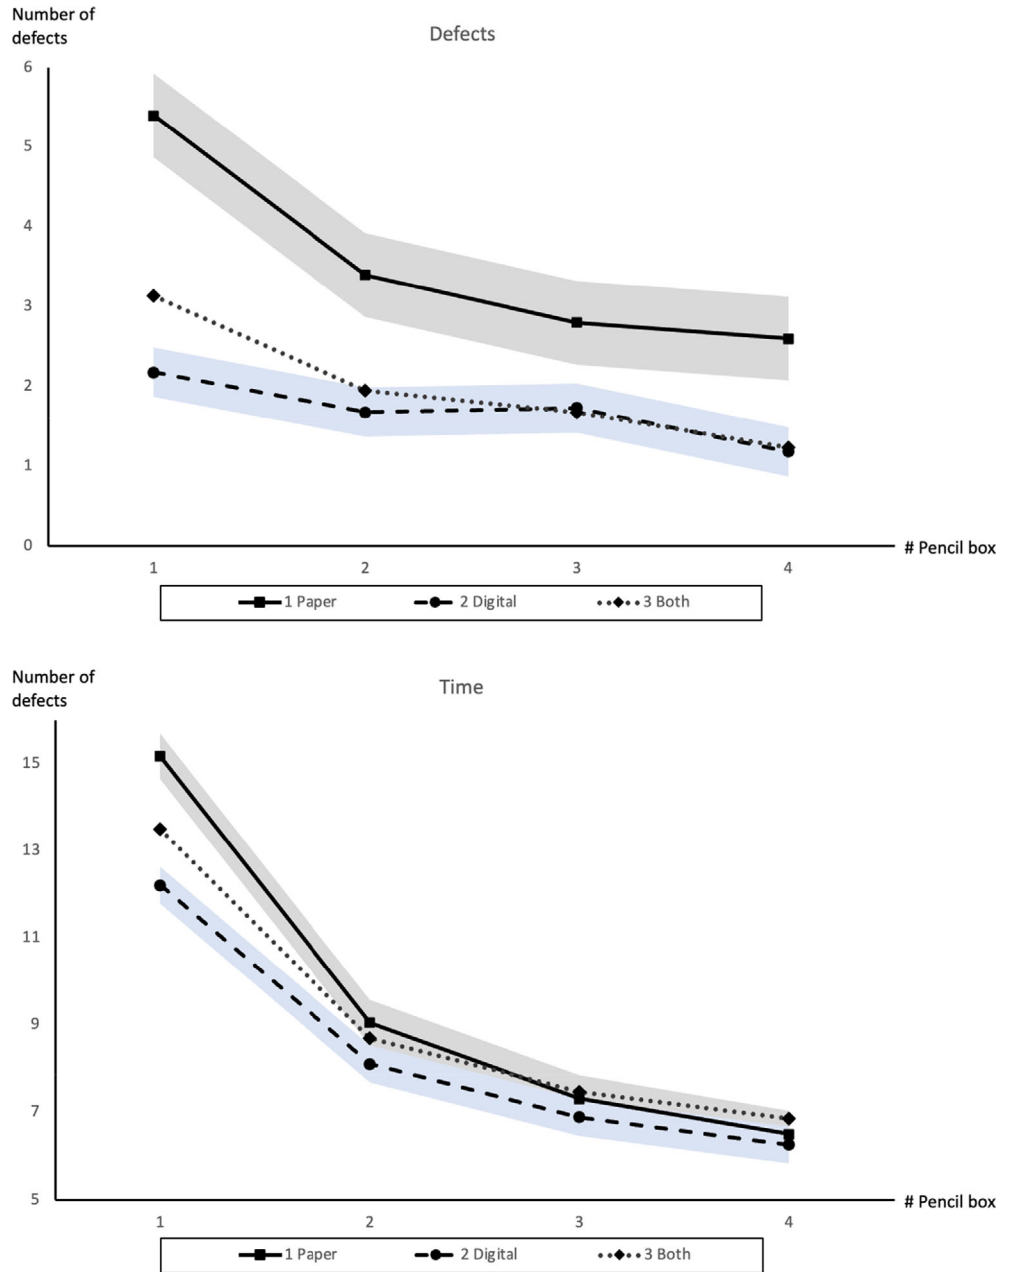 Number of
defects
Defects
6
5
4
3
2
1
0
1 2 3 4
# Pencil box
1 Paper 2 Digital 3 Both
Number of
defects
Time
15
13
11
9
7
5
1 2 3 4
# Pencil box
1 Paper 2 Digital 3 Both